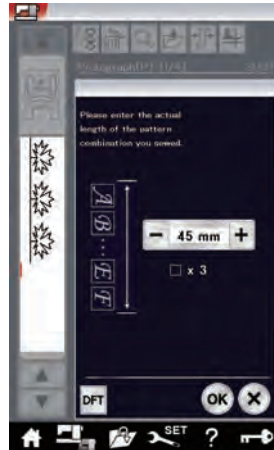 Please enter the actual
length of the pattern
combination you sewed.
A
B
E
F
− 45 mm +
x 3
DFT
OK
SET
?